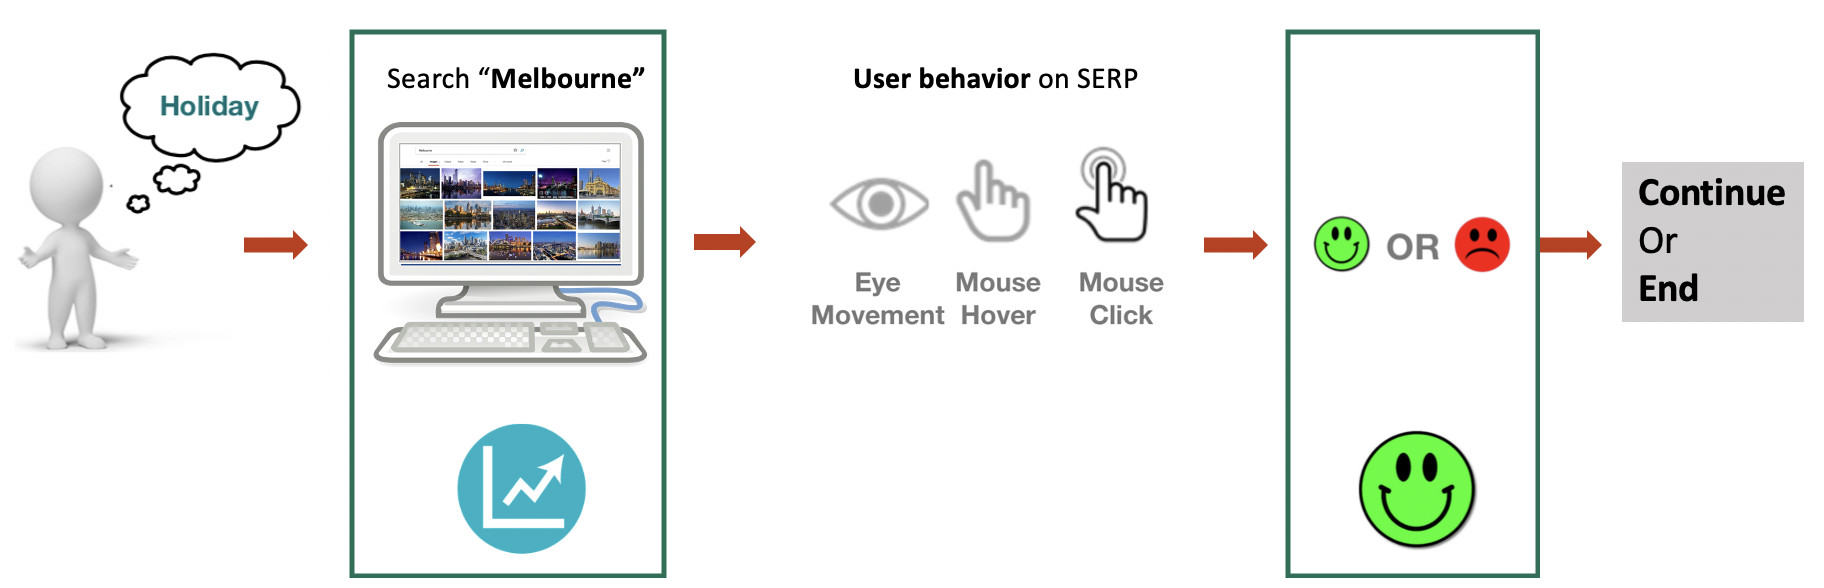 Holiday
Search “Melbourne”
User behavior on SERP
Eye
Movement
Mouse
Hover
Mouse
Click
OR
Continue
Or
End